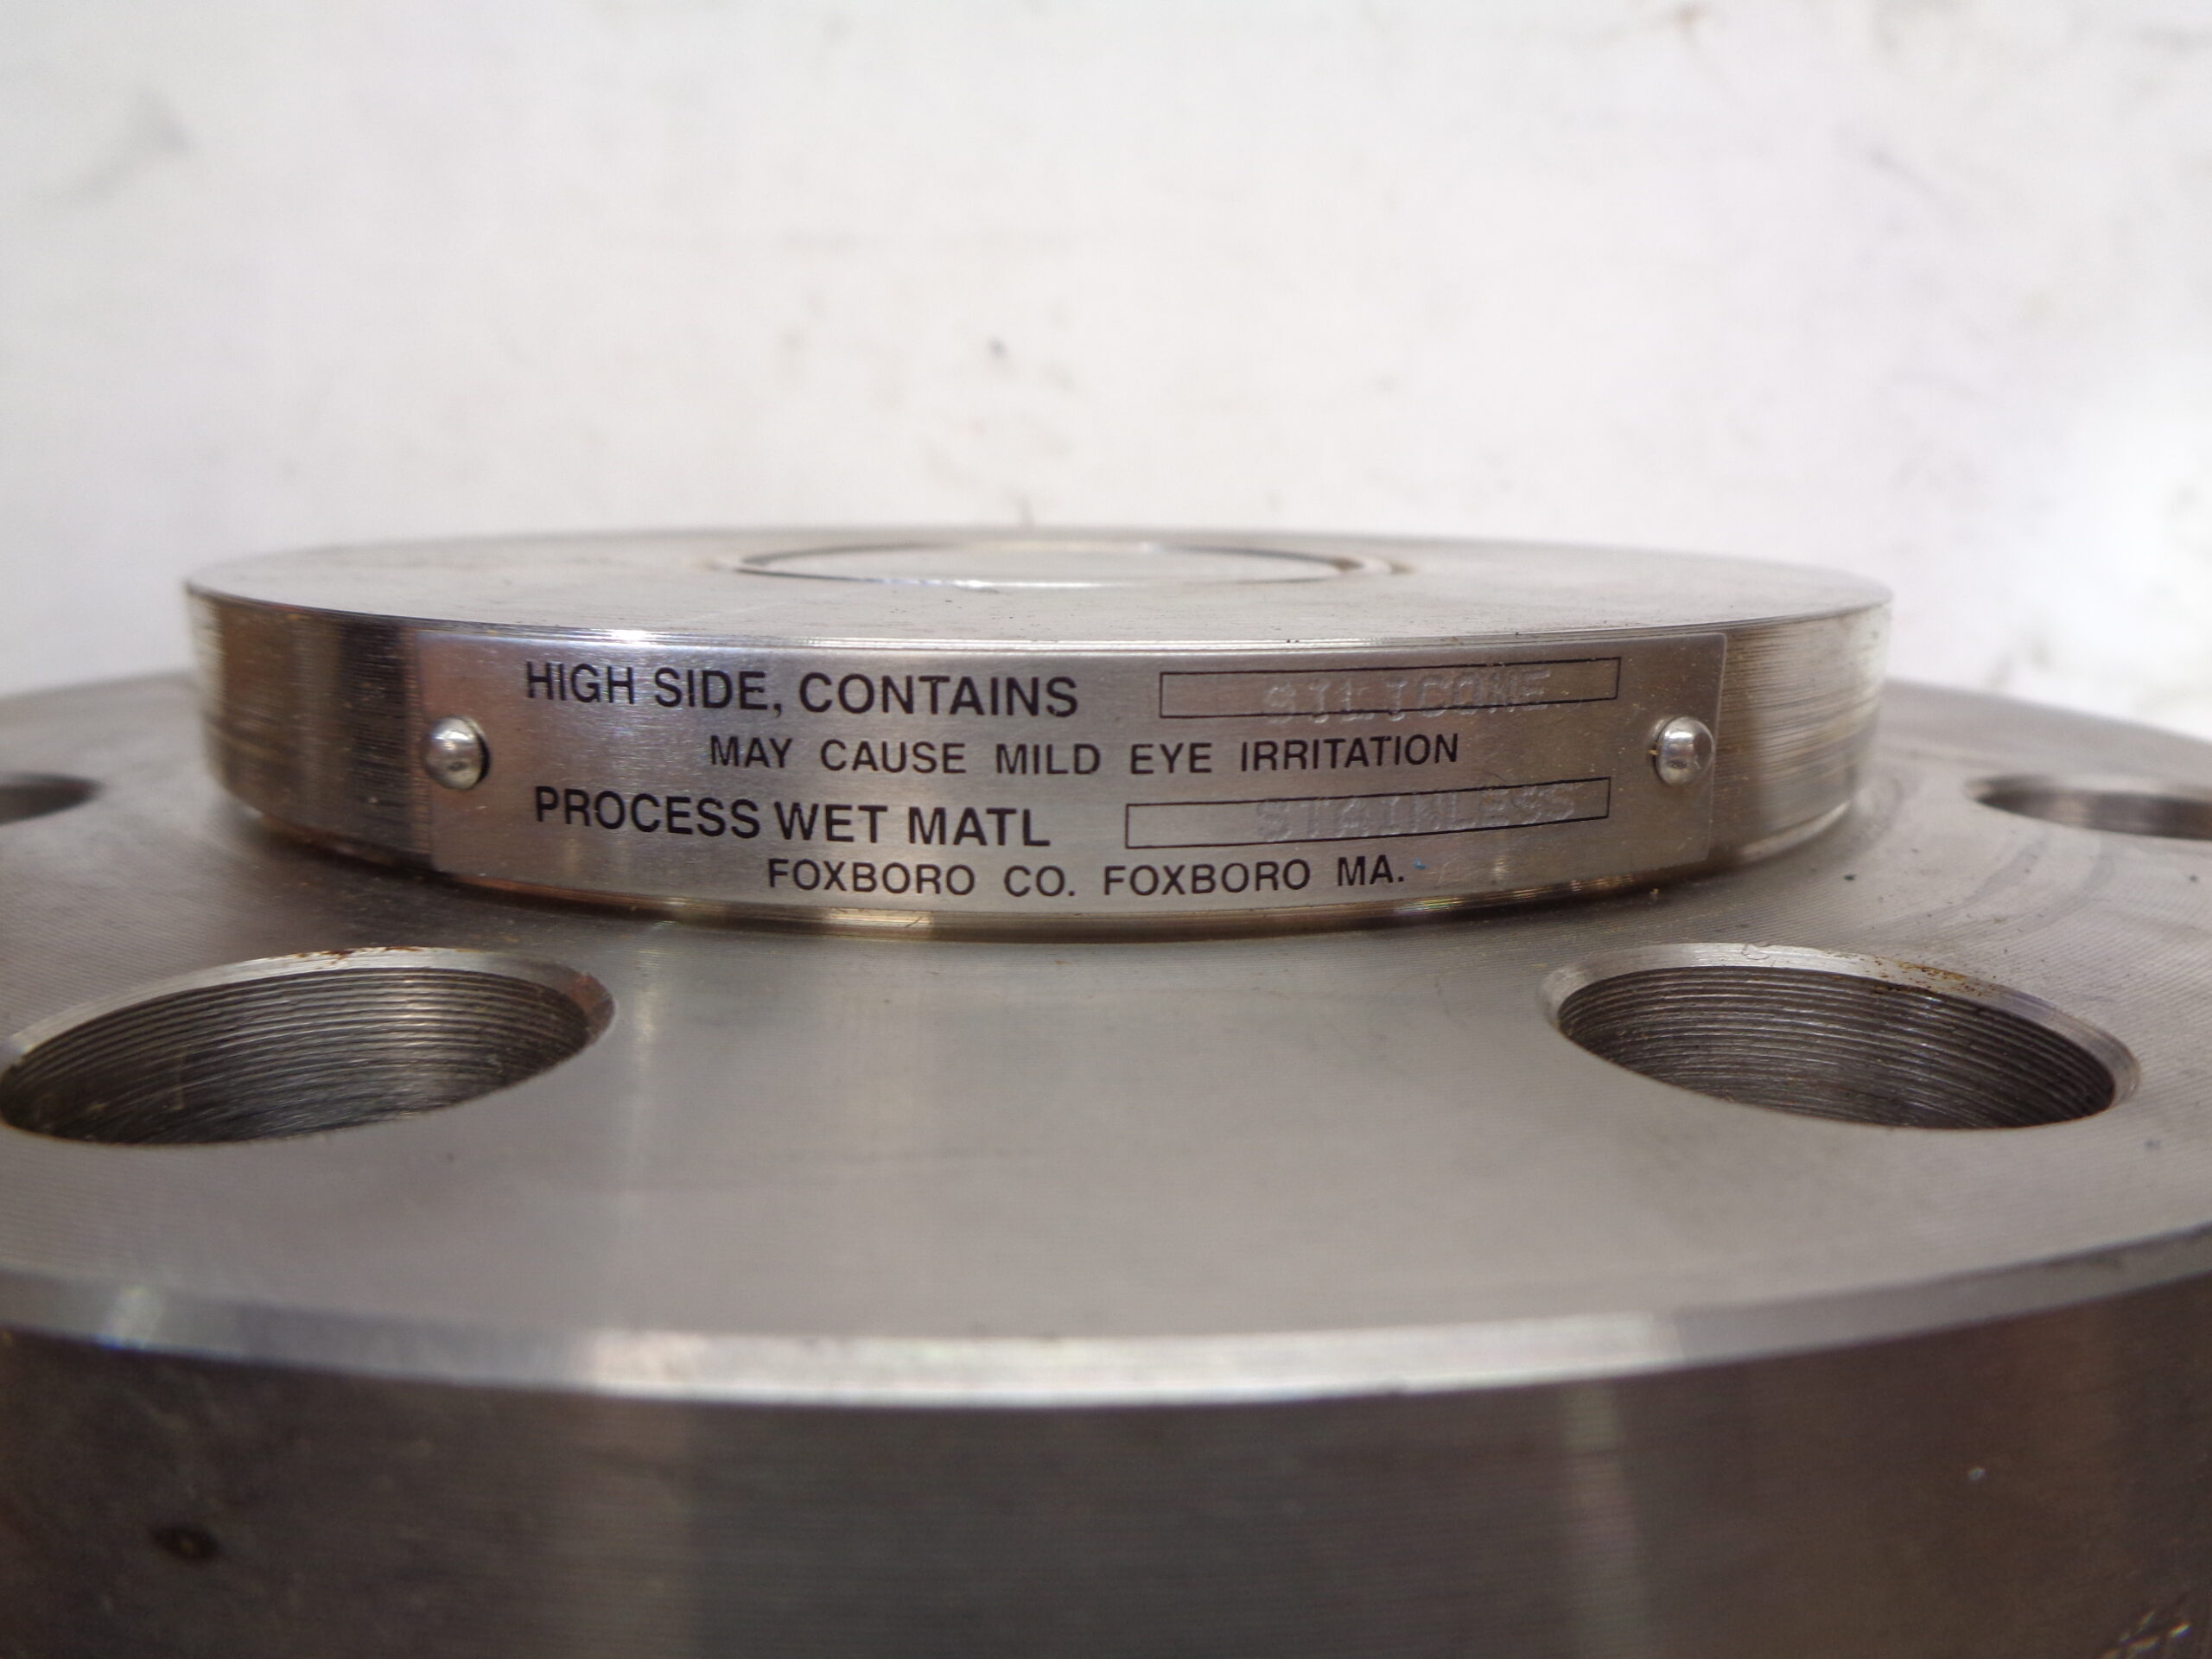 HIGH SIDE, CONTAINS SILICONE
MAY CAUSE MILD EYE IRRITATION
PROCESS WET MATL STAINLESS
FOXBORO CO. FOXBORO MA.